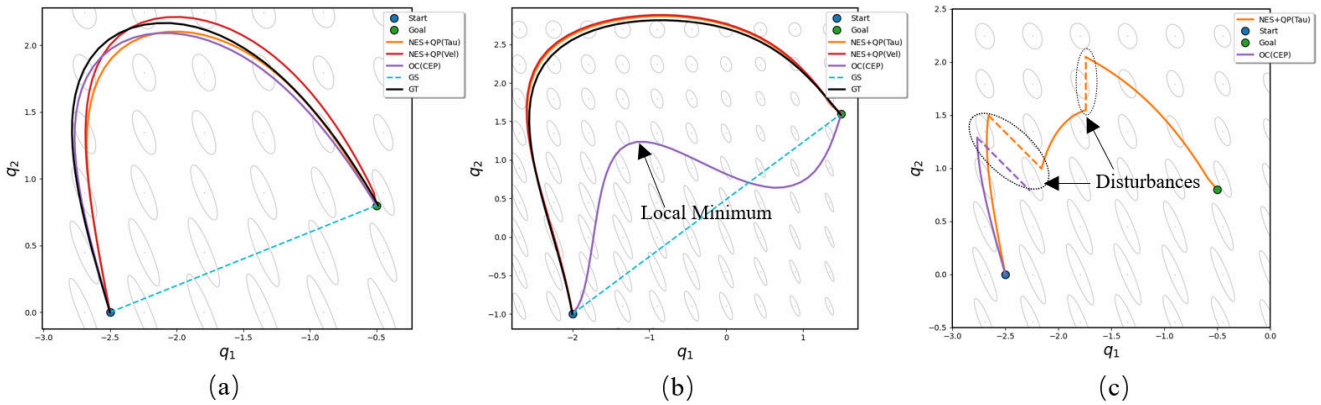 2.0
1.5
1.0
0.5
0.0
q2
−3.0
−2.5
−2.0
−1.5
−1.0
−0.5
q1
Start
Goal
NES+QP(Tau)
NES+QP(Vel)
OC(CEP)
GS
GT
(a)
2.5
2.0
1.5
1.0
0.5
0.0
−0.5
−1.0
q2
−2
−1
0
1
q1
Start
Goal
NES+QP(Tau)
NES+QP(Vel)
OC(CEP)
GS
GT
Local Minimum
(b)
2.5
2.0
1.5
1.0
0.5
0.0
−0.5
q2
−3.0
−2.5
−2.0
−1.5
−1.0
−0.5
0.0
q1
NES+QP(Tau)
Start
Goal
OC(CEP)
Disturbances
(c)